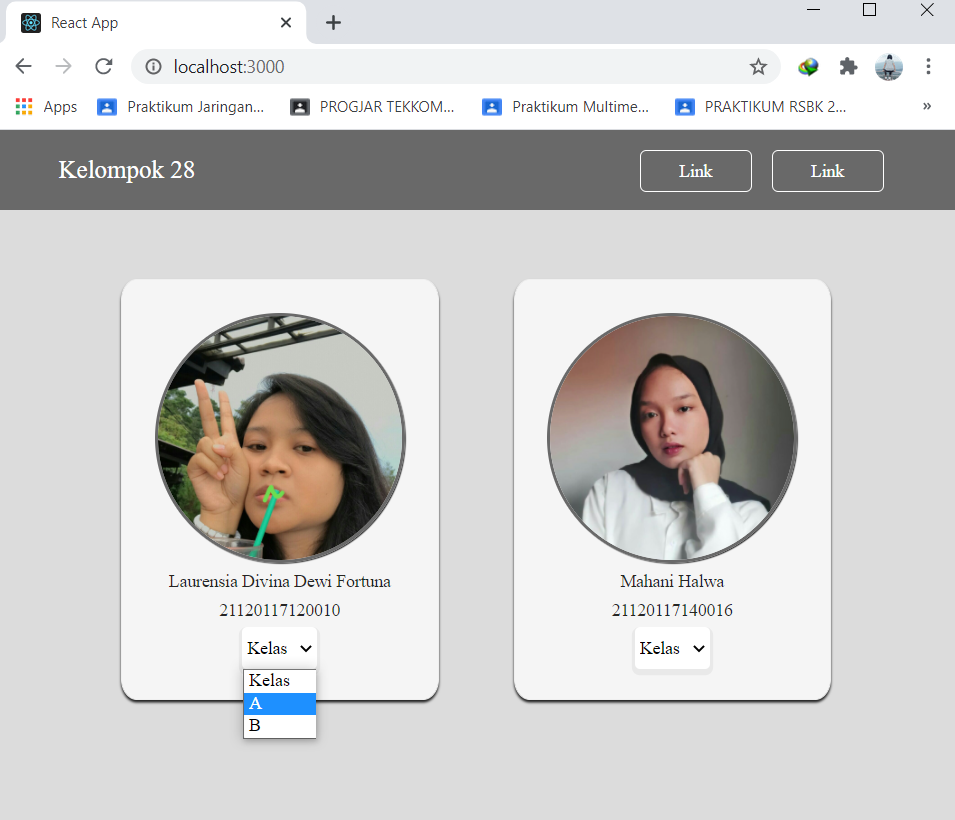 React App
localhost:3000
Apps Praktikum Jaringan... PROGJAR TEKKOM... Praktikum Multime... PRAKTIKUM RSBK 2... »
Kelompok 28 Link Link
Laurensia Divina Dewi Fortuna
21120117120010
Kelas
Kelas
A
B
Mahani Halwa
21120117140016
Kelas